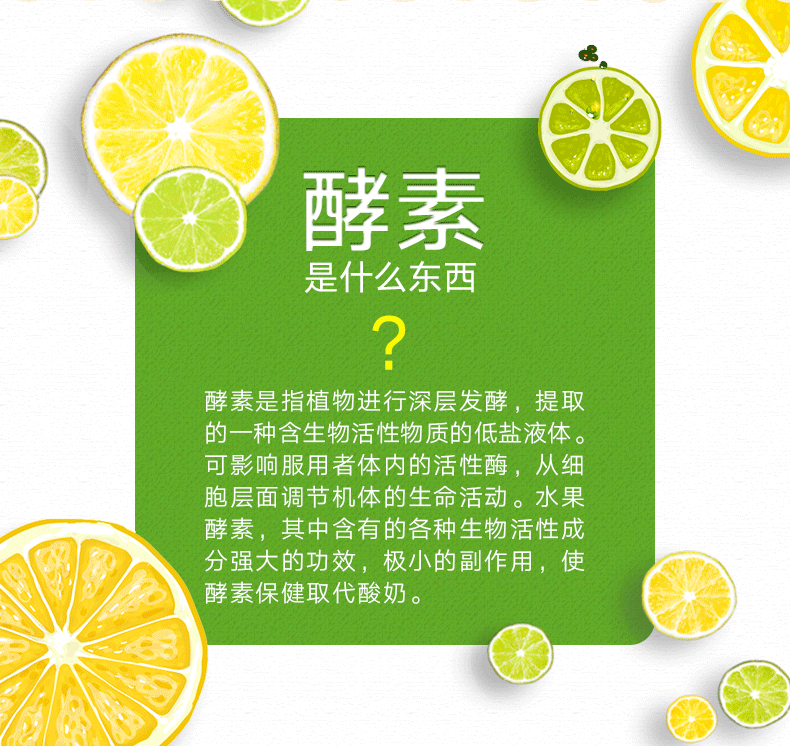 酵素
是什么东西
?
酵素是指植物进行深层发酵，提取
的一种含生物活性物质的低盐液体。
可影响服用者体内的活性酶，从细
胞层面调节机体的生命活动。水果
酵素，其中含有的各种生物活性成
分强大的功效，极小的副作用，使
酵素保健取代酸奶。